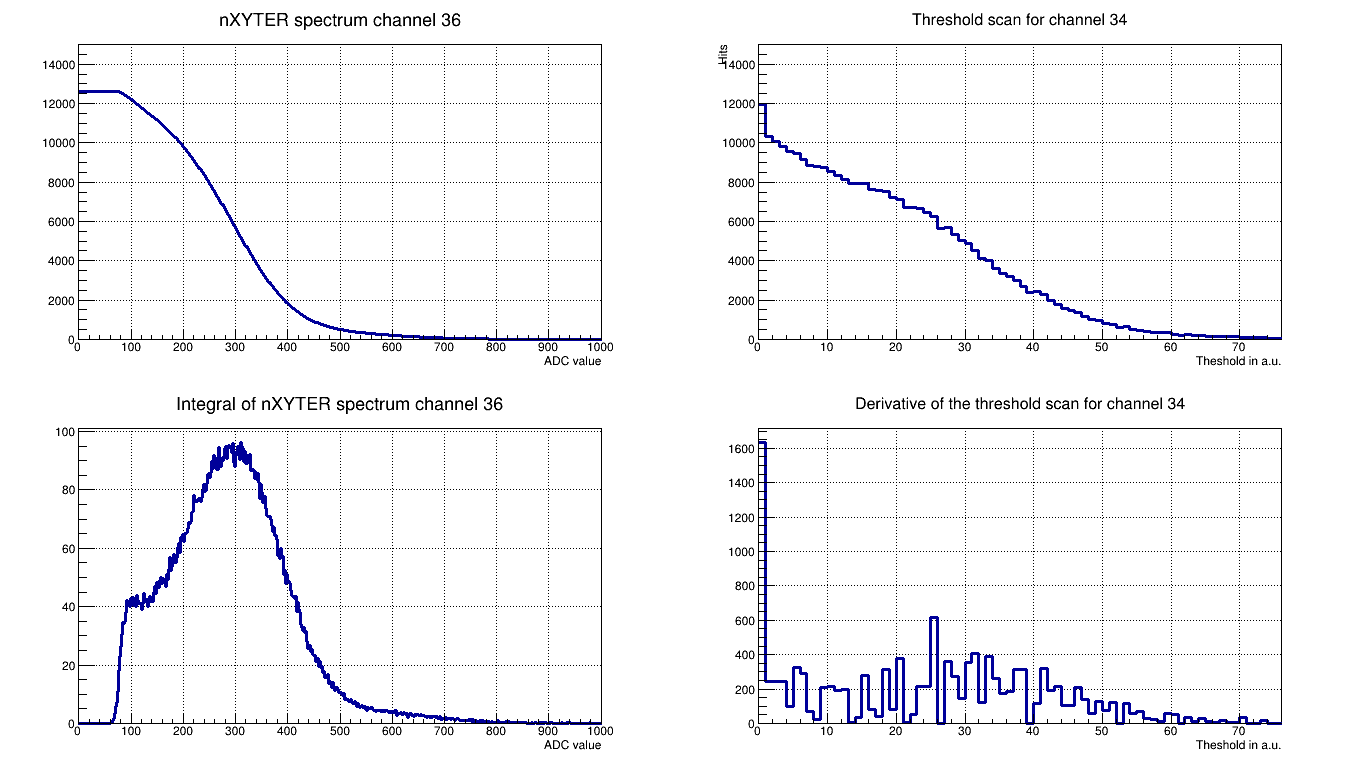 nXYTER spectrum channel 36
14000
12000
10000
8000
6000
4000
2000
0
0 100 200 300 400 500 600 700 800 900 1000
ADC value
Threshold scan for channel 34
Hits
14000
12000
10000
8000
6000
4000
2000
0
0 10 20 30 40 50 60 70
Theshold in a.u.
Integral of nXYTER spectrum channel 36
100
80
60
40
20
0
0 100 200 300 400 500 600 700 800 900 1000
ADC value
Derivative of the threshold scan for channel 34
1600
1400
1200
1000
800
600
400
200
0
0 10 20 30 40 50 60 70
Theshold in a.u.